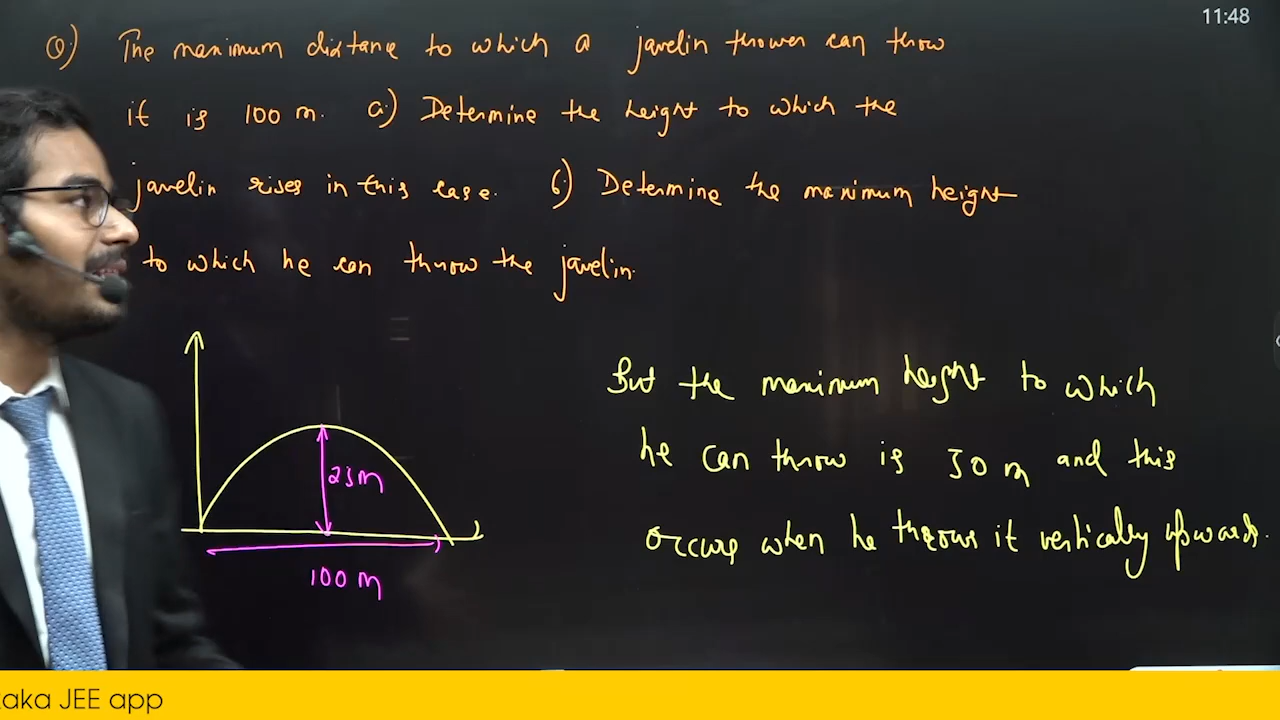 11:48
Q.) The maximum distance to which a javelin thrower can throw
it is 100 m. a.) Determine the height to which the
javelin rises in this case. b.) Determine the maximum height
to which he can throw the javelin.
But the maximum height to which
he can throw is 50 m and this
occurs when he throws it vertically upwards.
25m
100 m
aka JEE app